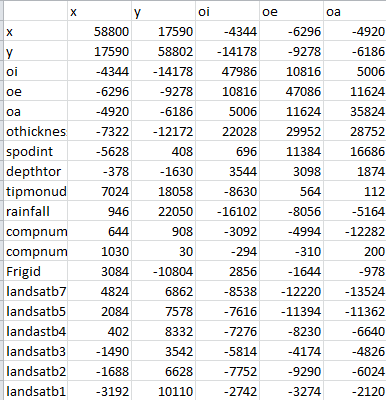 x y oi oe oa
x 58800 17590 -4344 -6296 -4920
y 17590 58802 -14178 -9278 -6186
oi -4344 -14178 47986 10816 5006
oe -6296 -9278 10816 47086 11624
oa -4920 -6186 5006 11624 35824
othicknes -7322 -12172 22028 29952 28752
spodint -5628 408 696 11384 16686
depthtor -378 -1630 3544 3098 1874
tipmonud 7024 18058 -8630 564 112
rainfall 946 22050 -16102 -8056 -5164
compnum 644 908 -3092 -4994 -12282
compnum 1030 30 -294 -310 200
Frigid 3084 -10804 2856 -1644 -978
landsatb7 4824 6862 -8538 -12220 -13524
landsatb5 2084 7578 -7616 -11394 -11362
landastb4 402 8332 -7276 -8230 -6640
landsatb3 -1490 3542 -5814 -4174 -4826
landsatb2 -1688 6628 -7752 -9290 -6024
landsatb1 -3192 10110 -2742 -3274 -2120